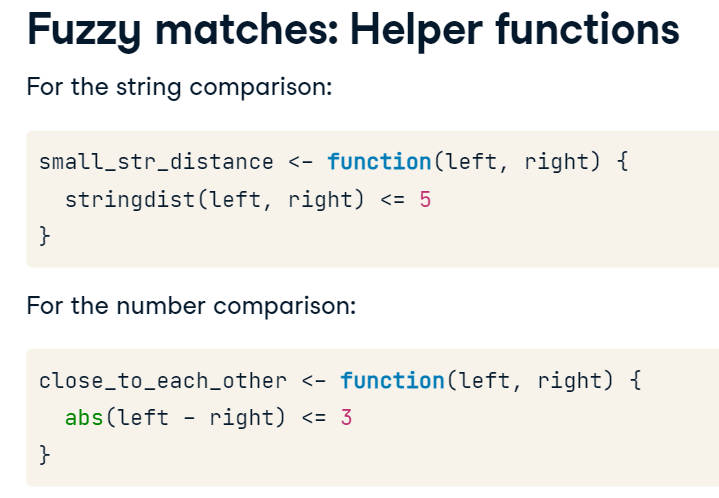 Fuzzy matches: Helper functions
For the string comparison:
small_str_distance <- function(left, right) {
  stringdist(left, right) <= 5
}
For the number comparison:
close_to_each_other <- function(left, right) {
  abs(left - right) <= 3
}